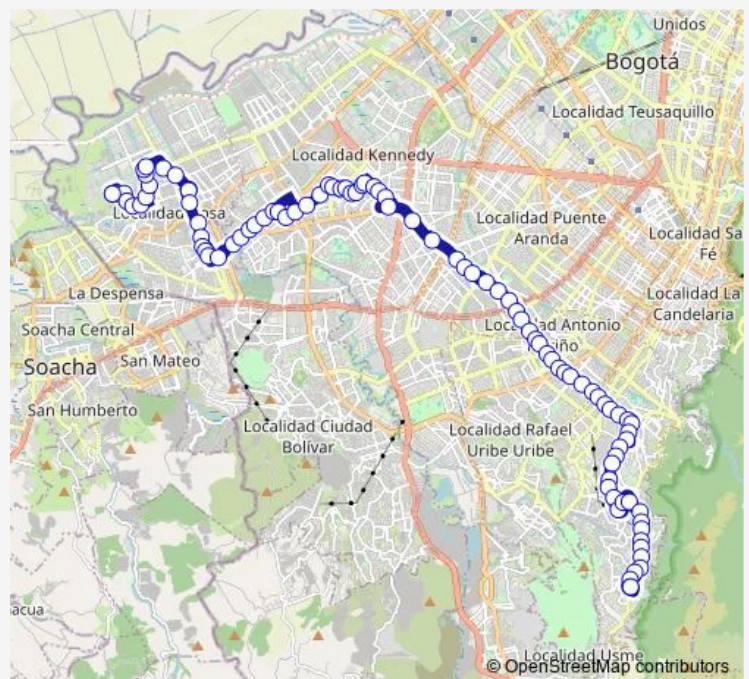 Unidos
Bogotá
Localidad Teusaquillo
Localidad Kennedy
Localidad Puente
Aranda
Localidad Sa
Fé
La Despensa
Localidad La
Candelaria
Soacha Central
San Mateo
Soacha
San Humberto
Localidad Ciudad
Bolívar
Localidad Rafael
Uribe Uribe
acua
Localidad Usme
© OpenStreetMap contributors